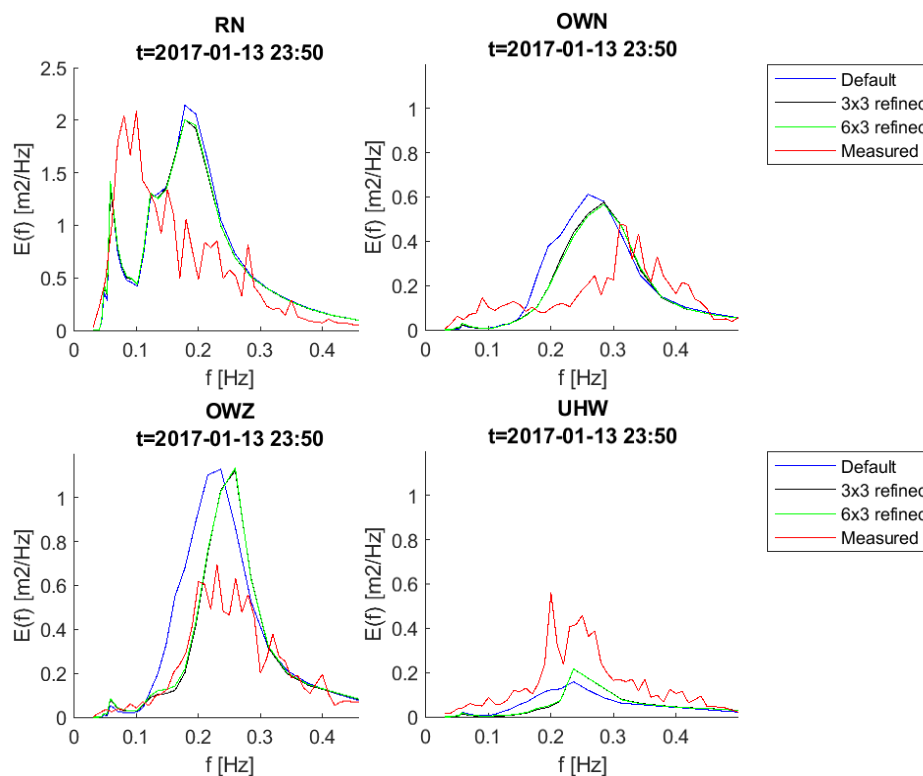 RN
t=2017-01-13 23:50
2.5
2
1.5
1
0.5
0
E(f) [m2/Hz]
0 0.1 0.2 0.3 0.4
f [Hz]
OWN
t=2017-01-13 23:50
1
0.8
0.6
0.4
0.2
0
E(f) [m2/Hz]
0 0.1 0.2 0.3 0.4
f [Hz]
Default
3x3 refined
6x3 refined
Measured
OWZ
t=2017-01-13 23:50
1
0.8
0.6
0.4
0.2
0
E(f) [m2/Hz]
0 0.1 0.2 0.3 0.4
f [Hz]
UHW
t=2017-01-13 23:50
1
0.8
0.6
0.4
0.2
0
E(f) [m2/Hz]
0 0.1 0.2 0.3 0.4
f [Hz]
Default
3x3 refined
6x3 refined
Measured